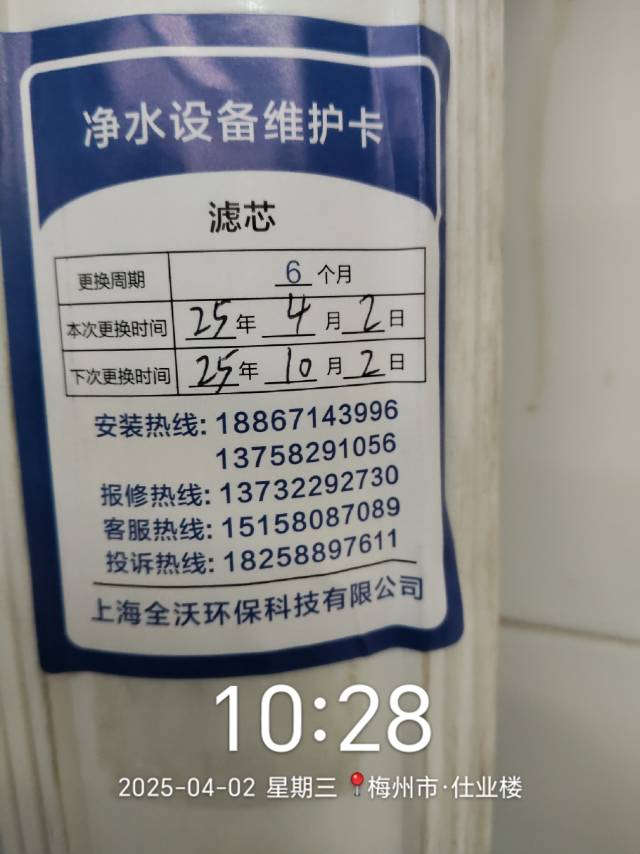 净水设备维护卡
滤芯
更换周期 6 个月
本次更换时间 25年 4 月 2 日
下次更换时间 25年 10 月 2 日
安装热线: 18867143996
13758291056
报修热线: 13732292730
客服热线: 15158087089
投诉热线: 18258897611
上海全沃环保科技有限公司
10:28
2025-04-02 星期三 📍梅州市·仕业楼